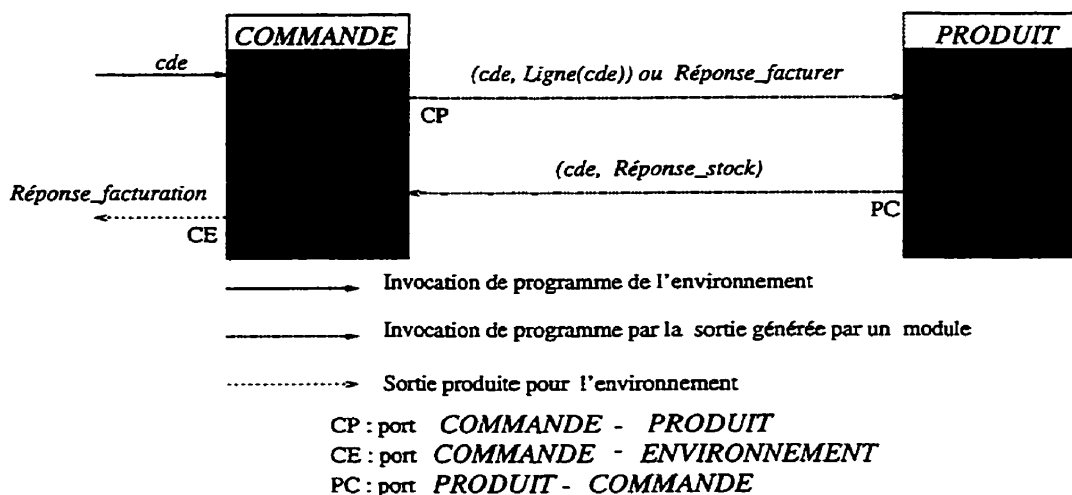 COMMANDE
PRODUIT
cde
(cde, Ligne(cde)) ou Réponse_facturer
CP
(cde, Réponse_stock)
Réponse_facturation
PC
CE
Invocation de programme de l'environnement
Invocation de programme par la sortie générée par un module
Sortie produite pour l'environnement
CP : port COMMANDE - PRODUIT
CE : port COMMANDE - ENVIRONNEMENT
PC : port PRODUIT - COMMANDE